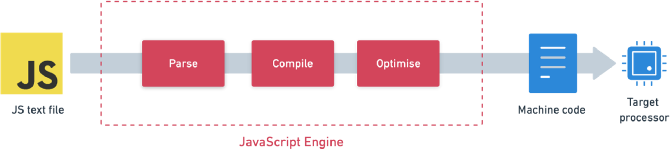 JS
JS text file
Parse
Compile
Optimise
JavaScript Engine
Machine code
Target
processor